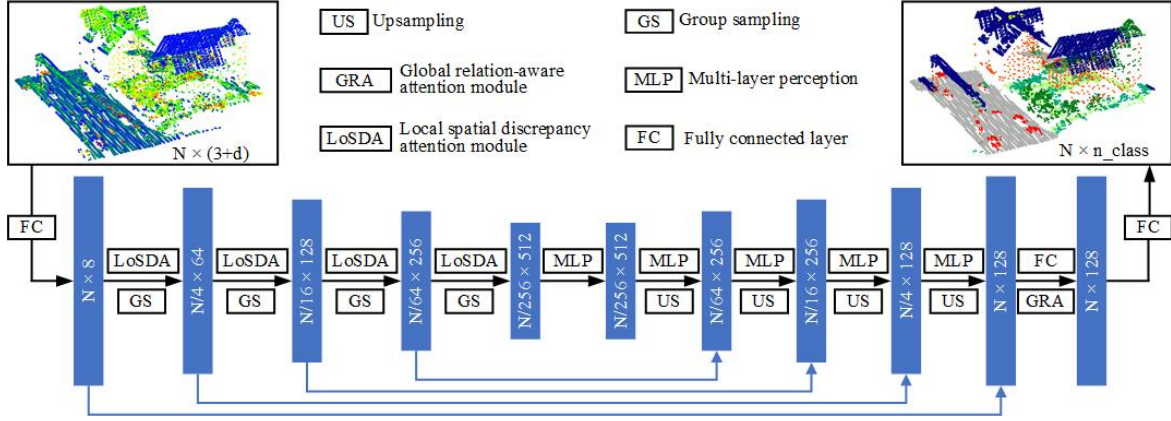 US Upsampling
GS Group sampling
GRA Global relation-aware
attention module
MLP Multi-layer perception
LoSDA Local spatial discrepancy
attention module
FC Fully connected layer
N × (3+d)
N × n_class
FC
N × 8
LoSDA
GS
N/4 × 64
LoSDA
GS
N/16 × 128
LoSDA
GS
N/64 × 256
LoSDA
GS
N/256 × 512
MLP
N/256 × 512
MLP
US
N/64 × 256
MLP
US
N/16 × 256
MLP
US
N/4 × 128
MLP
US
N × 128
FC
GRA
N × 128
FC